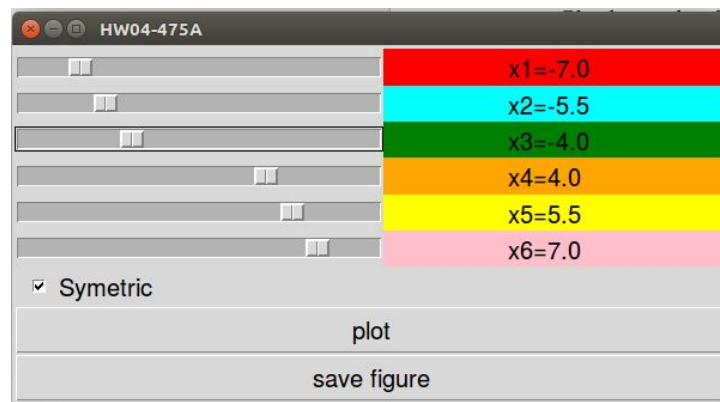 HW04-475A
x1=-7.0
x2=-5.5
x3=-4.0
x4=4.0
x5=5.5
x6=7.0
Symetric
plot
save figure